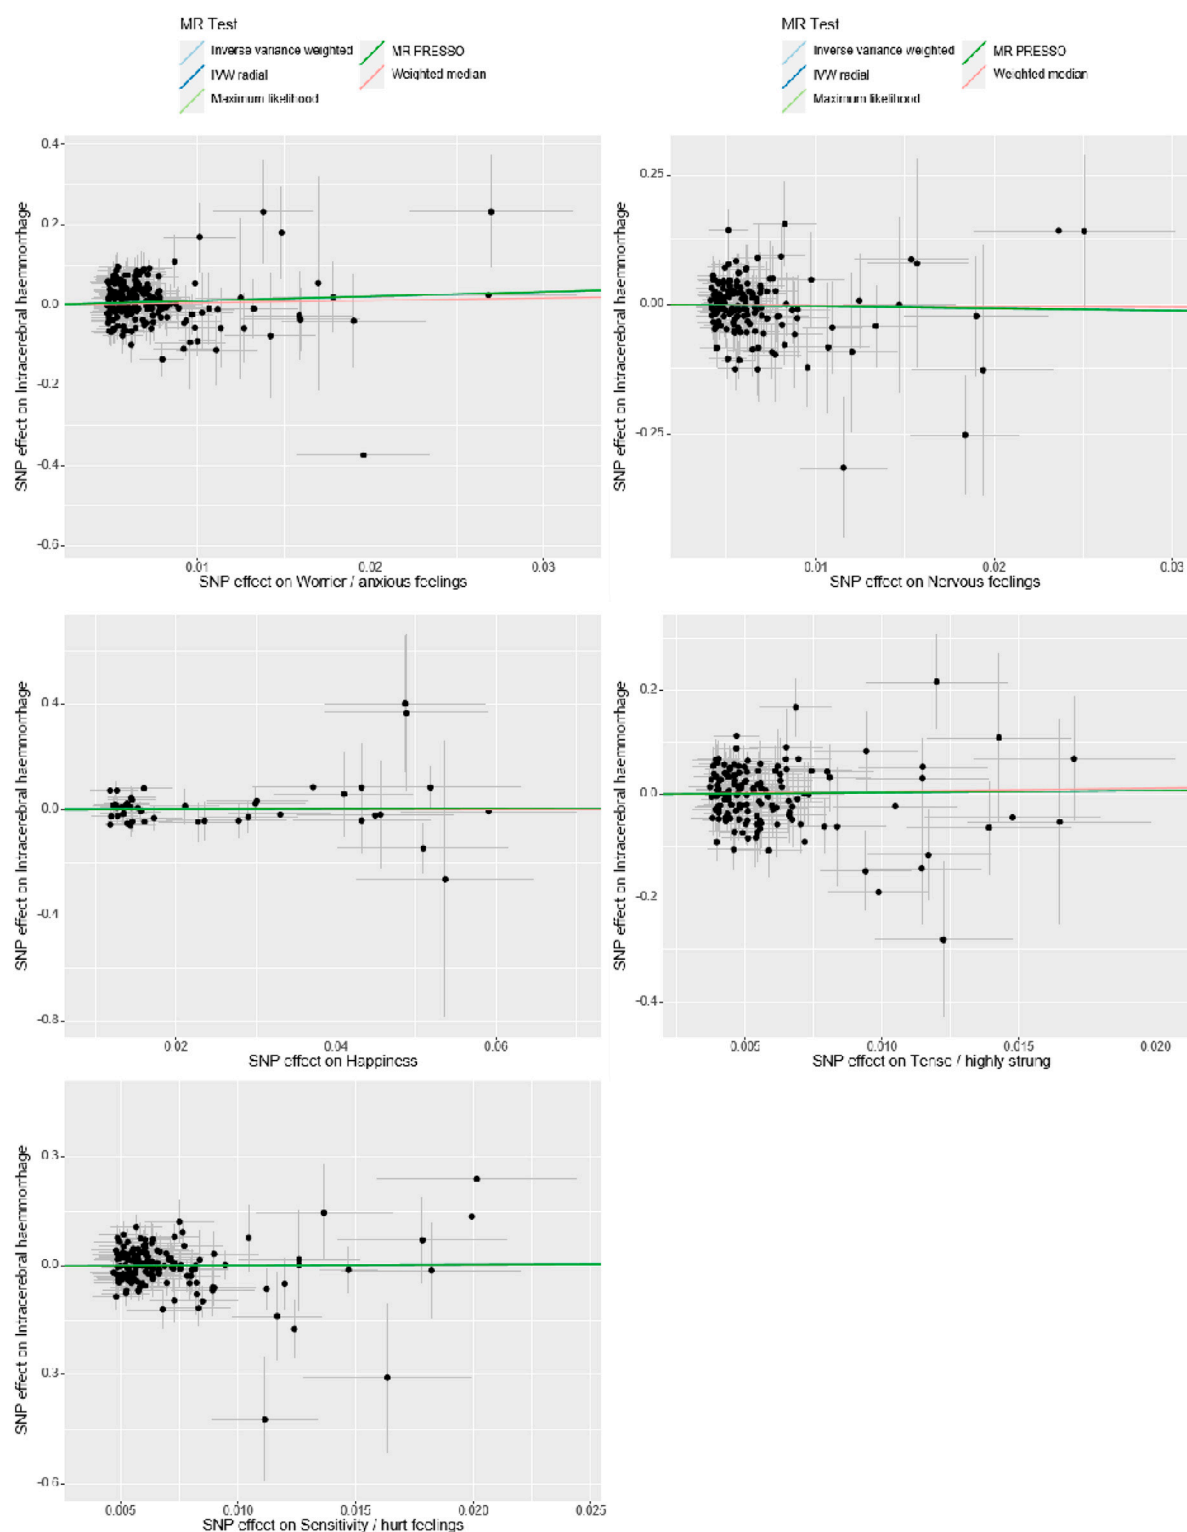 MR Test
Inverse variance weighted
MR PRESSO
IVW radial
Weighted median
Maximum likelihood
MR Test
Inverse variance weighted
MR PRESSO
IVW radial
Weighted median
Maximum likelihood
SNP effect on Intracerebral haemmorrhage
0.4
0.2
0.0
-0.2
-0.4
-0.6
0.01
0.02
0.03
SNP effect on Worrier / anxious feelings
SNP effect on Intracerebral haemmorrhage
0.25
0.00
-0.25
0.01
0.02
0.03
SNP effect on Nervous feelings
SNP effect on Intracerebral haemmorrhage
0.4
0.0
-0.4
-0.8
0.02
0.04
0.06
SNP effect on Happiness
SNP effect on Intracerebral haemmorrhage
0.2
0.0
-0.2
-0.4
0.005
0.010
0.015
0.020
SNP effect on Tense / highly strung
SNP effect on Intracerebral haemmorrhage
0.3
0.0
-0.3
-0.6
0.005
0.010
0.015
0.020
0.025
SNP effect on Sensitivity / hurt feelings